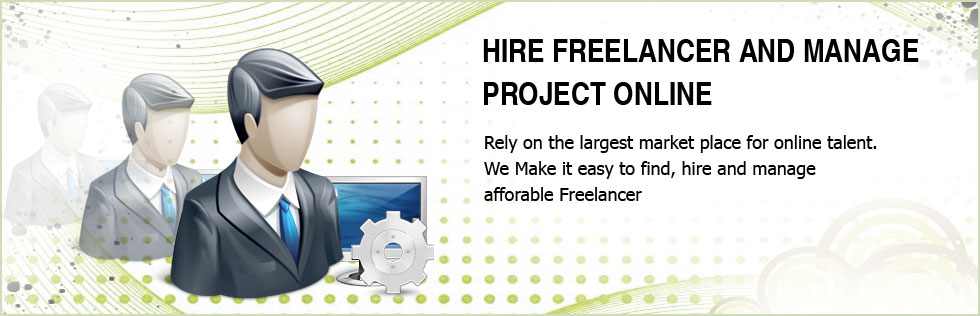 HIRE FREELANCER AND MANAGE
PROJECT ONLINE
Rely on the largest market place for online talent.
We Make it easy to find, hire and manage
afforable Freelancer